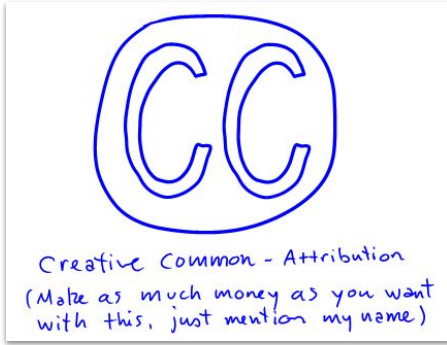 CC
Creative Common - Attribution
(Make as much money as you want
with this, just mention my name)